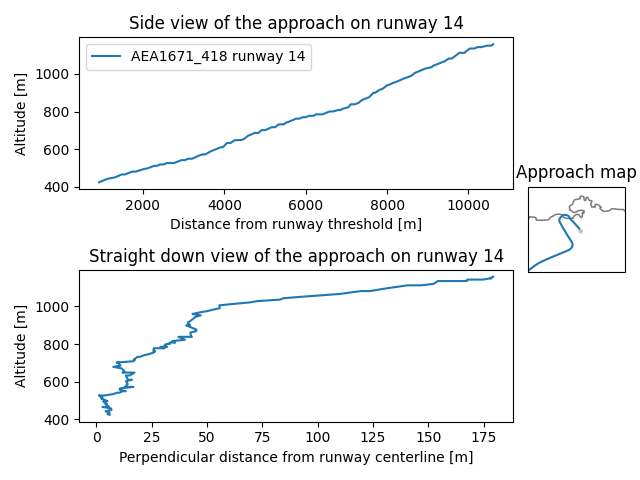 Side view of the approach on runway 14
AEA1671_418 runway 14
Altitude [m]
1000
800
600
400
2000 4000 6000 8000 10000
Distance from runway threshold [m]
Approach map
Straight down view of the approach on runway 14
Altitude [m]
1000
800
600
400
0 25 50 75 100 125 150 175
Perpendicular distance from runway centerline [m]